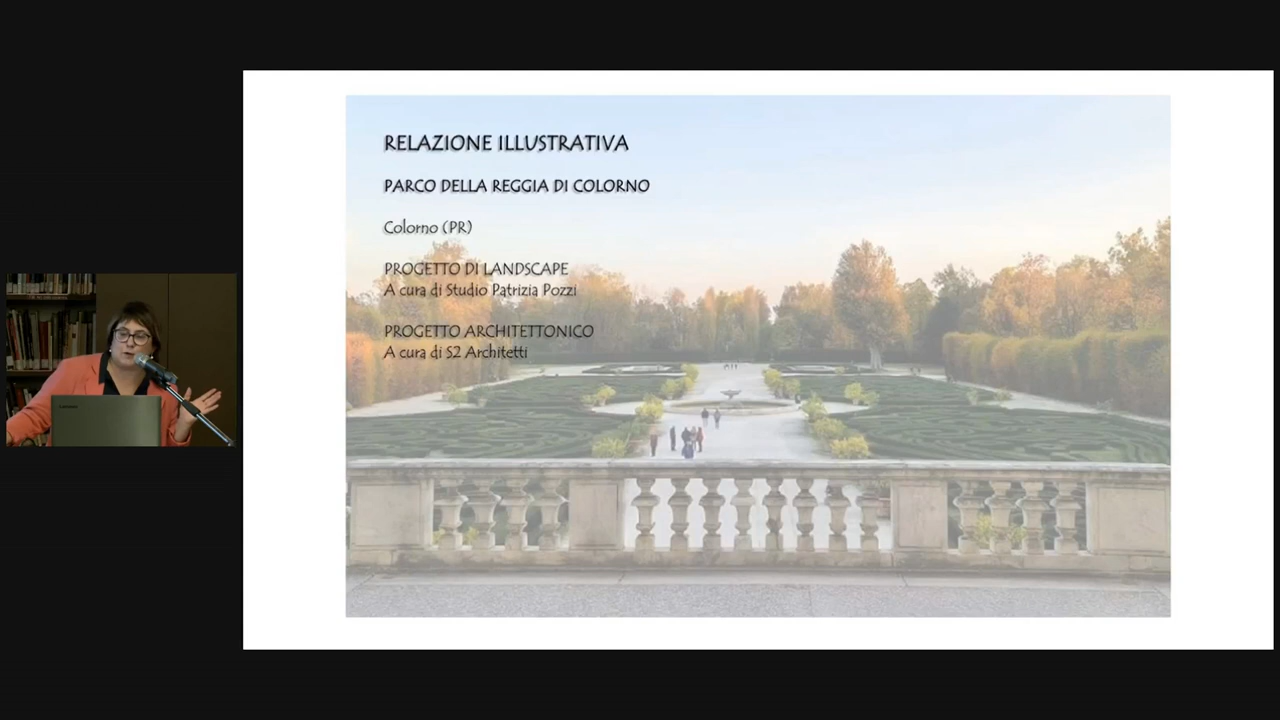 RELAZIONE ILLUSTRATIVA
PARCO DELLA REGGIA DI COLORNO
Colorno (PR)
PROGETTO DI LANDSCAPE
A cura di Studio Patrizia Pozzi
PROGETTO ARCHITETTONICO
A cura di S2 Architetti